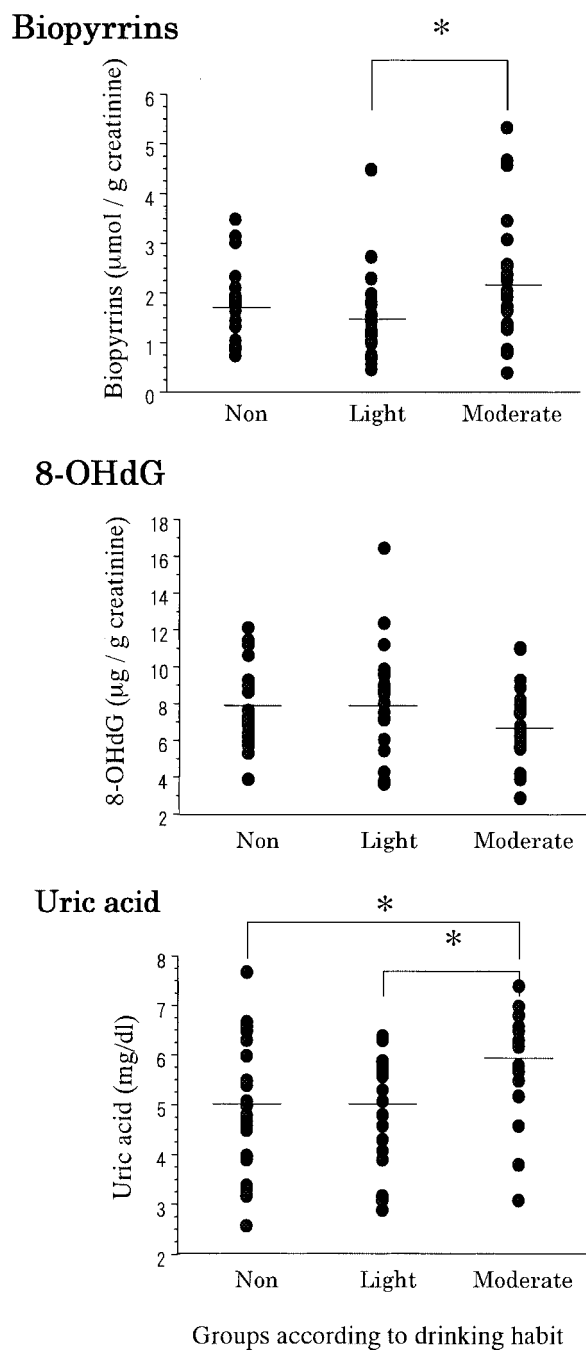 Biopyrrins
*
Biopyrrins (μmol / g creatinine)
6
5
4
3
2
1
0
Non Light Moderate
8-OHdG
8-OHdG (μg / g creatinine)
18
16
14
12
10
8
6
4
2
Non Light Moderate
Uric acid
*
*
Uric acid (mg/dl)
8
7
6
5
4
3
2
Non Light Moderate
Groups according to drinking habit